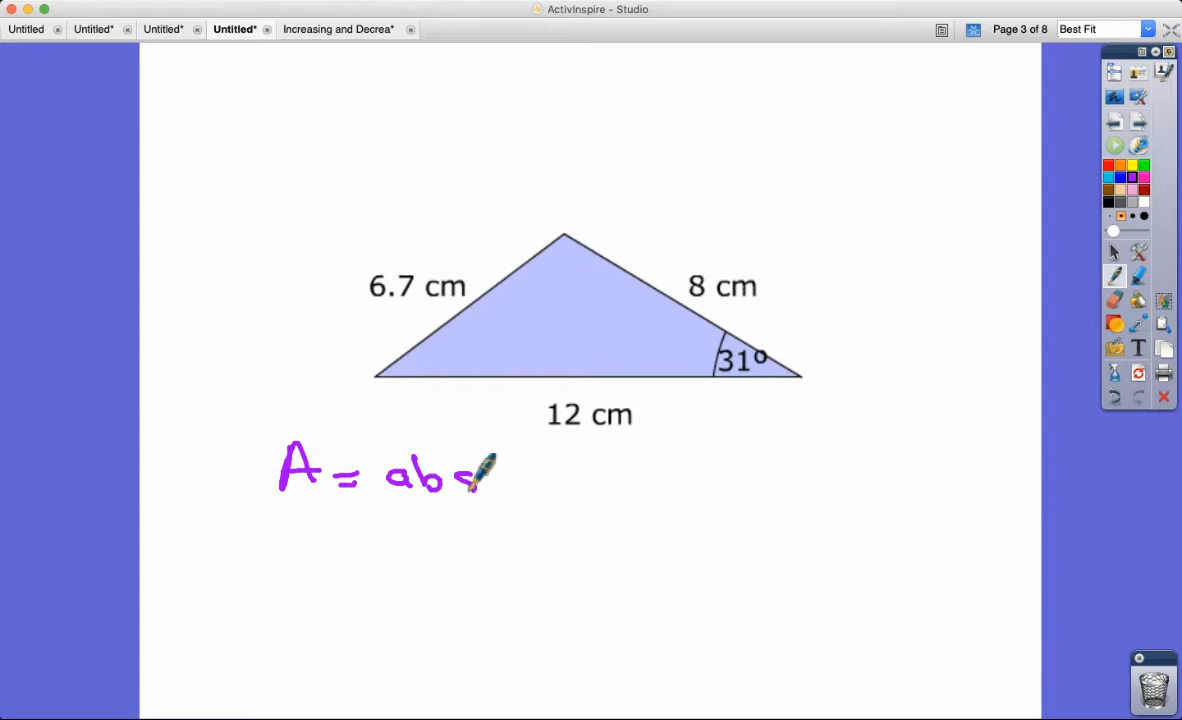 ActivInspire - Studio
Untitled Untitled* Untitled* Untitled* Increasing and Decrea* Page 3 of 8 Best Fit
6.7 cm
8 cm
31º
12 cm
A = ab s
T